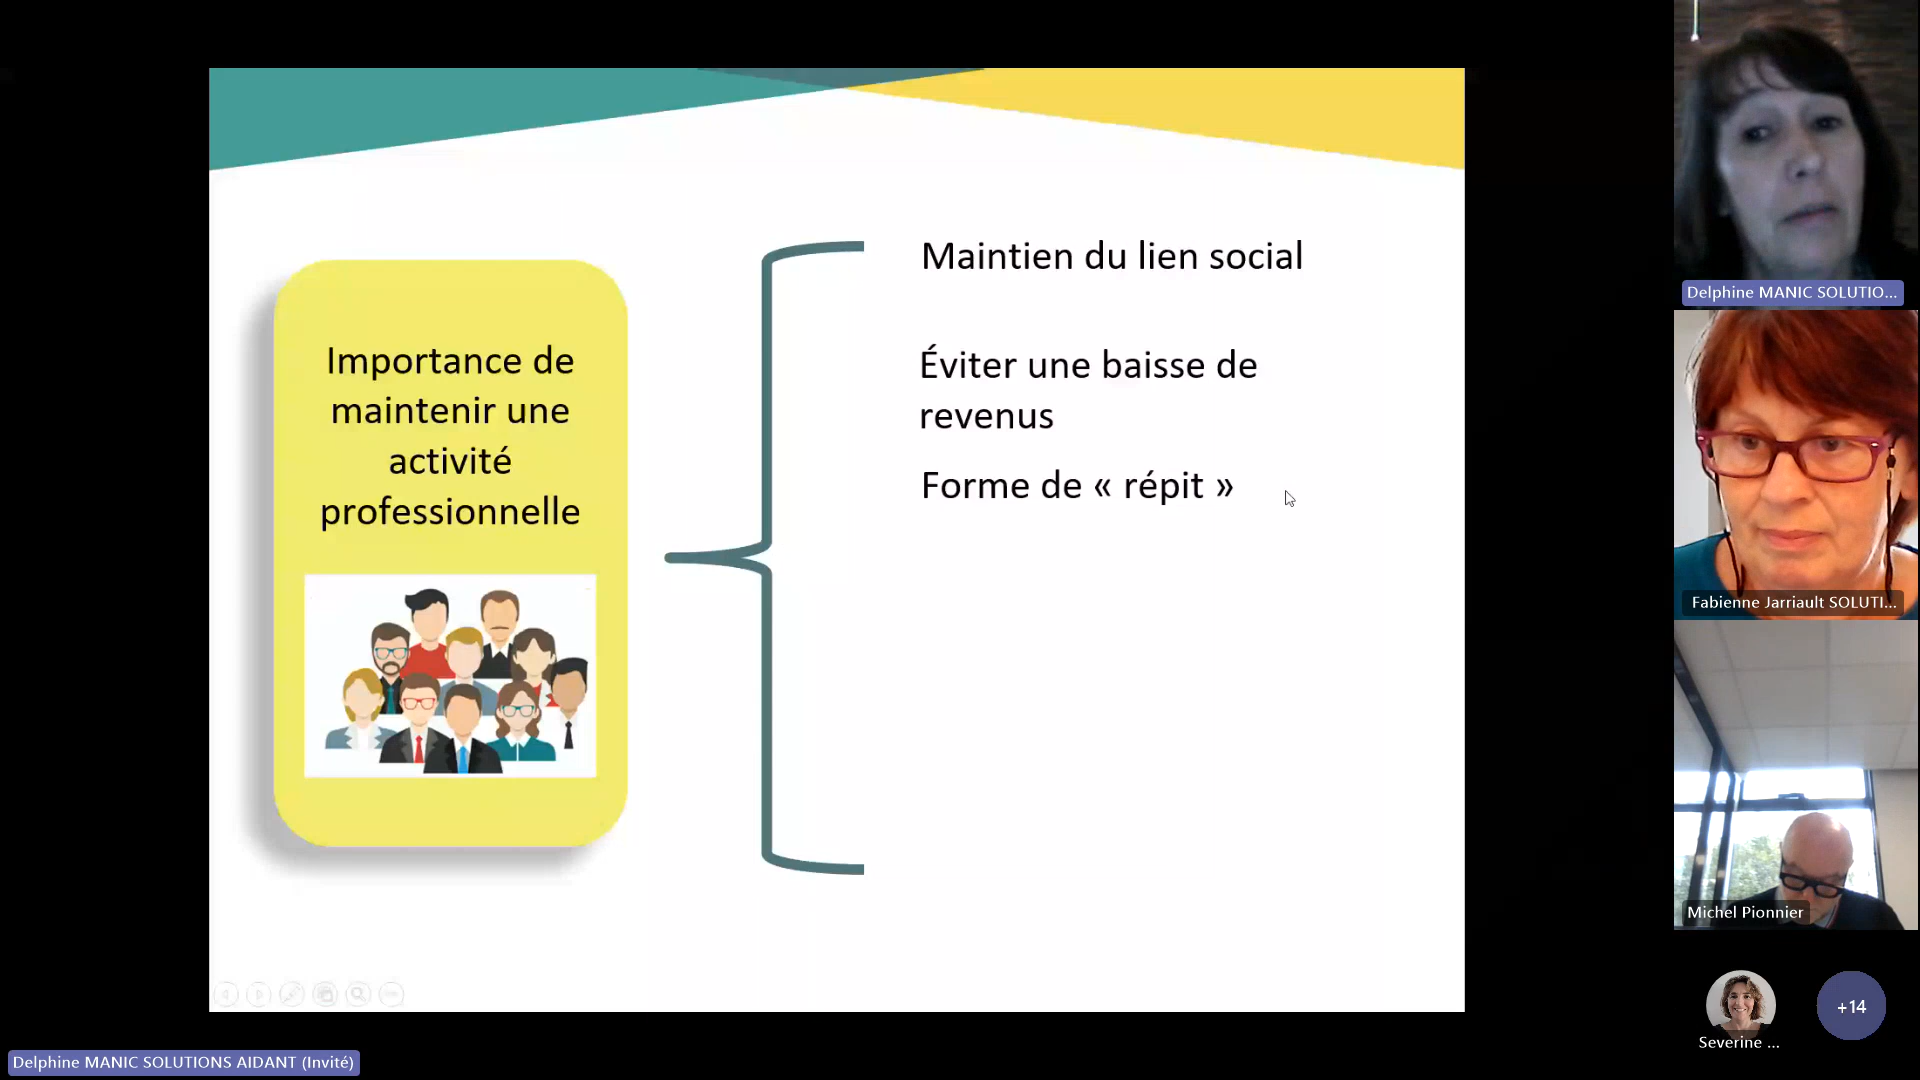 Importance de
maintenir une
activité
professionnelle
Maintien du lien social
Éviter une baisse de
revenus
Forme de « répit »
Delphine MANIC SOLUTIO...
Fabienne Jarriault SOLUTI...
Michel Pionnier
Severine ...
+14
Delphine MANIC SOLUTIONS AIDANT (Invité)